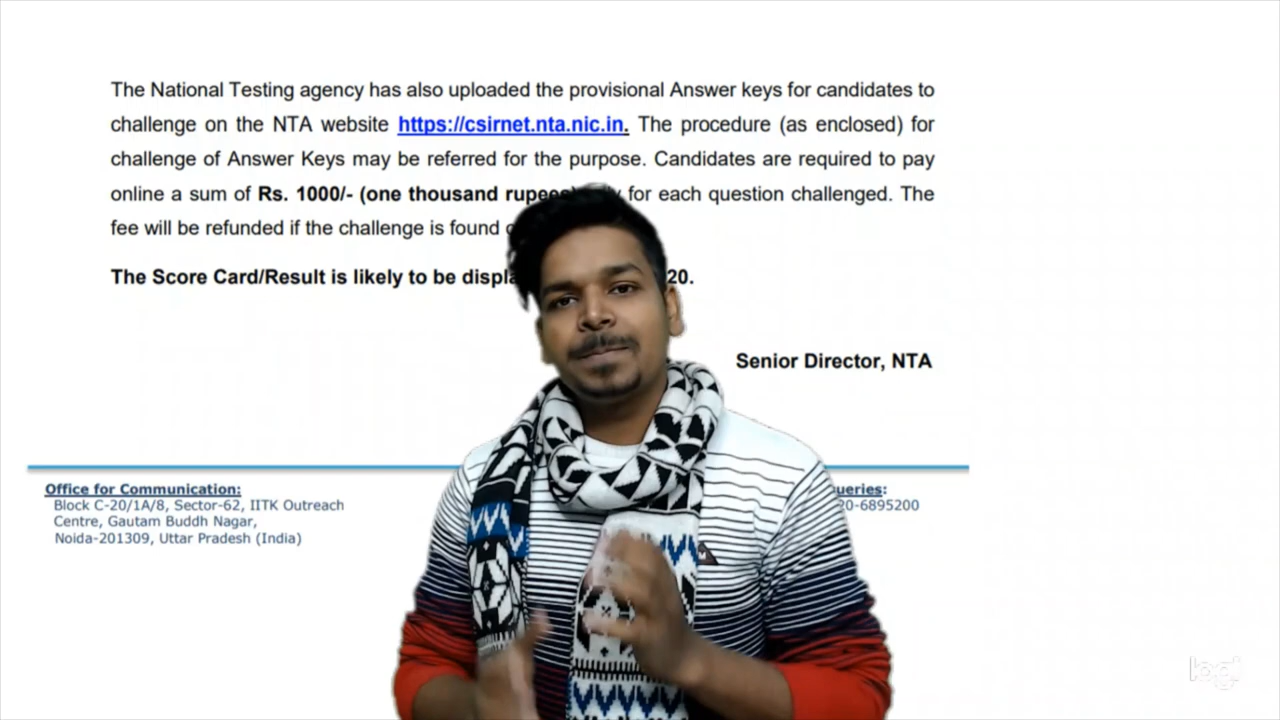 The National Testing agency has also uploaded the provisional Answer keys for candidates to
challenge on the NTA website https://csirnet.nta.nic.in. The procedure (as enclosed) for
challenge of Answer Keys may be referred for the purpose. Candidates are required to pay
online a sum of Rs. 1000/- (one thousand rupees) for each question challenged. The
fee will be refunded if the challenge is found
The Score Card/Result is likely to be 20.
Senior Director, NTA
Office for Communication:
Block C-20/1A/8, Sector-62, IITK Outreach
Centre, Gautam Buddh Nagar,
Noida-201309, Uttar Pradesh (India)
20-6895200
logi